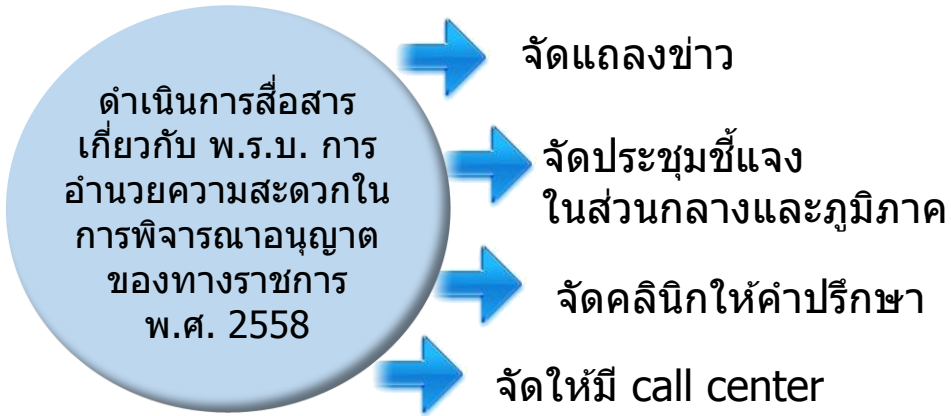 ดำเนินการสื่อสาร
เกี่ยวกับ พ.ร.บ. การ
อำนวยความสะดวกใน
การพิจารณาอนุญาต
ของทางราชการ
พ.ศ. 2558
จัดแถลงข่าว
จัดประชุมชี้แจง
ในส่วนกลางและภูมิภาค
จัดคลินิกให้คำปรึกษา
จัดให้มี call center